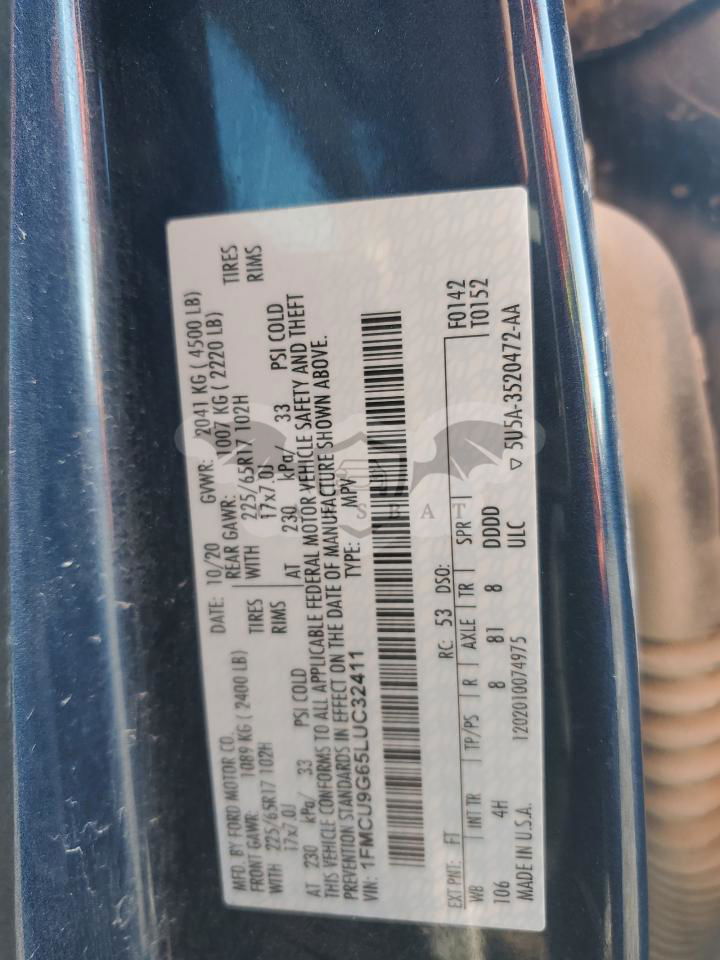 MFD. BY FORD MOTOR CO. DATE: 10/20 GVWR: 2041 KG ( 4500 LB)
FRONT GAWR: 1089 KG ( 2400 LB) REAR GAWR: 1007 KG ( 2220 LB)
WITH 225/65R17 102H TIRES WITH 225/65R17 102H TIRES
17x7.0J RIMS 17x7.0J RIMS
AT 230 kPa/ 33 PSI COLD AT 230 kPa/ 33 PSI COLD
THIS VEHICLE CONFORMS TO ALL APPLICABLE FEDERAL MOTOR VEHICLE SAFETY AND THEFT
PREVENTION STANDARDS IN EFFECT ON THE DATE OF MANUFACTURE SHOWN ABOVE.
VIN: 1FMCU9G65LUC32411 TYPE: MPV
SEAT
EXT PNT: FT RC: 53 DSO: F0142
WB INT TR TP/PS R AXLE TR SPR T0152
106 4H 8 81 8 DDDD
MADE IN U.S.A. 1202010074975 ULC 5U5A-3520472-AA